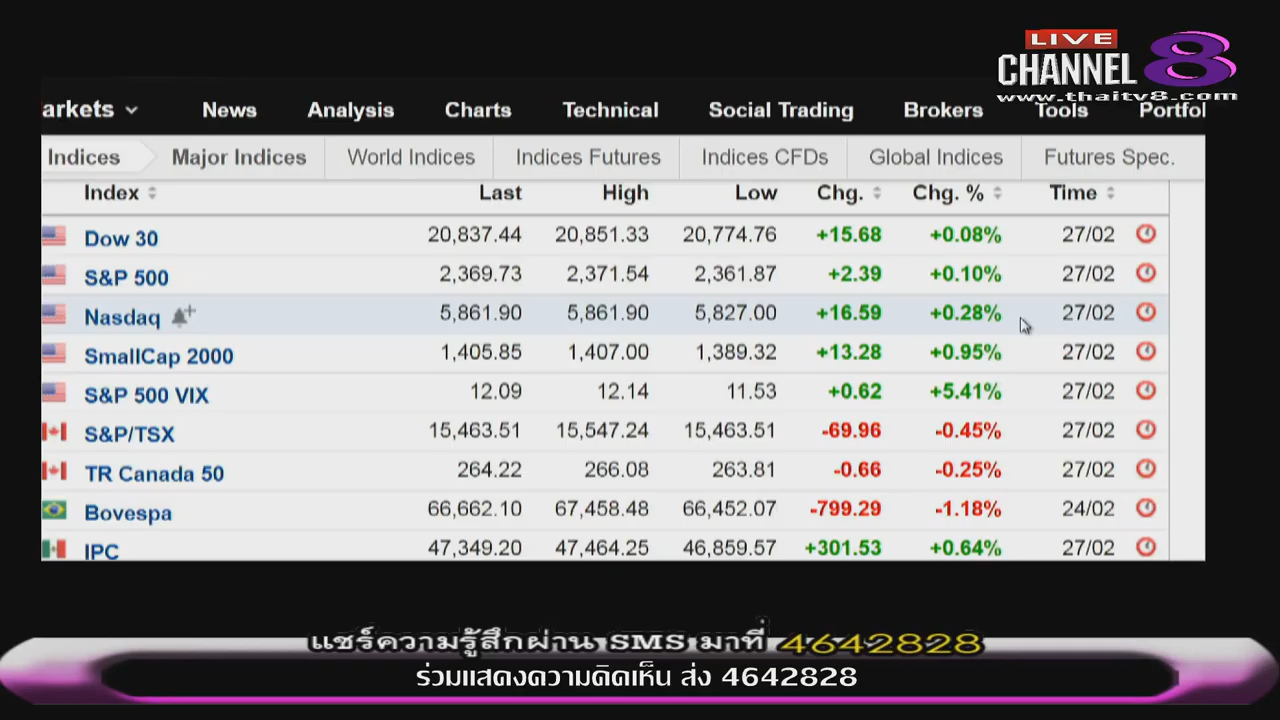 LIVE
CHANNEL 8
www.thaitv8.com
arkets News Analysis Charts Technical Social Trading Brokers Tools Portfol
Indices Major Indices World Indices Indices Futures Indices CFDs Global Indices Futures Spec.
Index Last High Low Chg. Chg. % Time
Dow 30 20,837.44 20,851.33 20,774.76 +15.68 +0.08% 27/02
S&P 500 2,369.73 2,371.54 2,361.87 +2.39 +0.10% 27/02
Nasdaq 5,861.90 5,861.90 5,827.00 +16.59 +0.28% 27/02
SmallCap 2000 1,405.85 1,407.00 1,389.32 +13.28 +0.95% 27/02
S&P 500 VIX 12.09 12.14 11.53 +0.62 +5.41% 27/02
S&P/TSX 15,463.51 15,547.24 15,463.51 -69.96 -0.45% 27/02
TR Canada 50 264.22 266.08 263.81 -0.66 -0.25% 27/02
Bovespa 66,662.10 67,458.48 66,452.07 -799.29 -1.18% 24/02
IPC 47,349.20 47,464.25 46,859.57 +301.53 +0.64% 27/02
แชร์ความรู้สึกผ่าน SMS มาที่ 4642828
ร่วมแสดงความคิดเห็น ส่ง 4642828